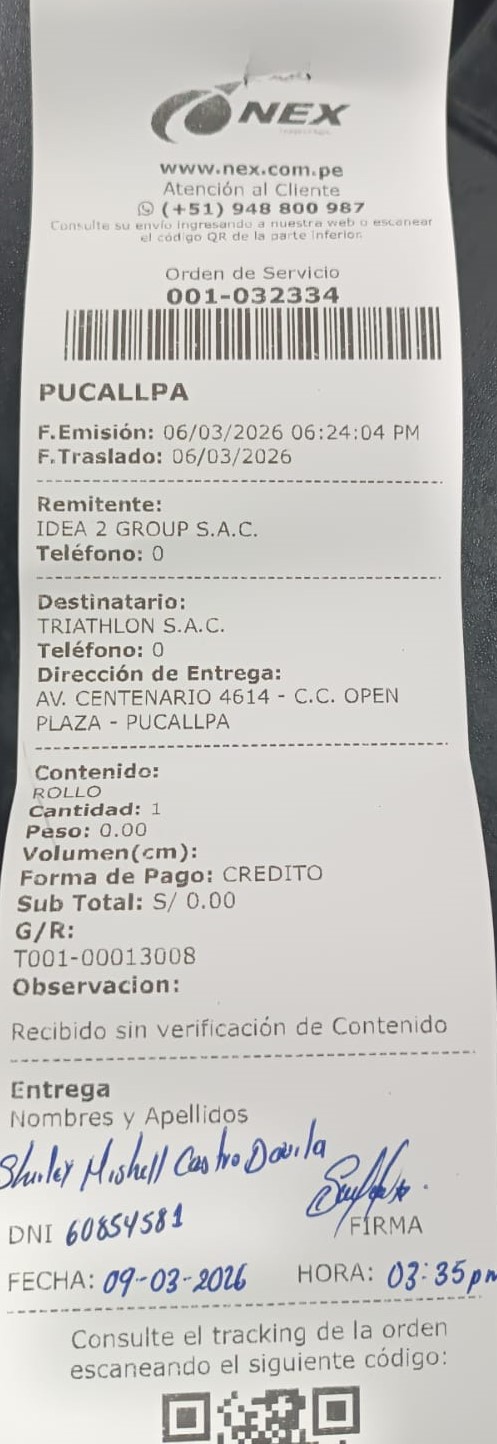 NEX
www.nex.com.pe
Atención al Cliente
(+51) 948 800 987
Consulte su envío ingresando a nuestra web o escanear
el código QR de la parte inferior.
Orden de Servicio
001-032334
PUCALLPA
F.Emisión: 06/03/2026 06:24:04 PM
F.Traslado: 06/03/2026
Remitente:
IDEA 2 GROUP S.A.C.
Teléfono: 0
Destinatario:
TRIATHLON S.A.C.
Teléfono: 0
Dirección de Entrega:
AV. CENTENARIO 4614 - C.C. OPEN
PLAZA - PUCALLPA
Contenido:
ROLLO
Cantidad: 1
Peso: 0.00
Volumen(cm):
Forma de Pago: CREDITO
Sub Total: S/ 0.00
G/R:
T001-00013008
Observacion:
Recibido sin verificación de Contenido
Entrega
Nombres y Apellidos
Shirley Mishell Castro Davila
DNI 60854581
FIRMA
FECHA: 09-03-2026 HORA: 03:35pm
Consulte el tracking de la orden
escaneando el siguiente código: